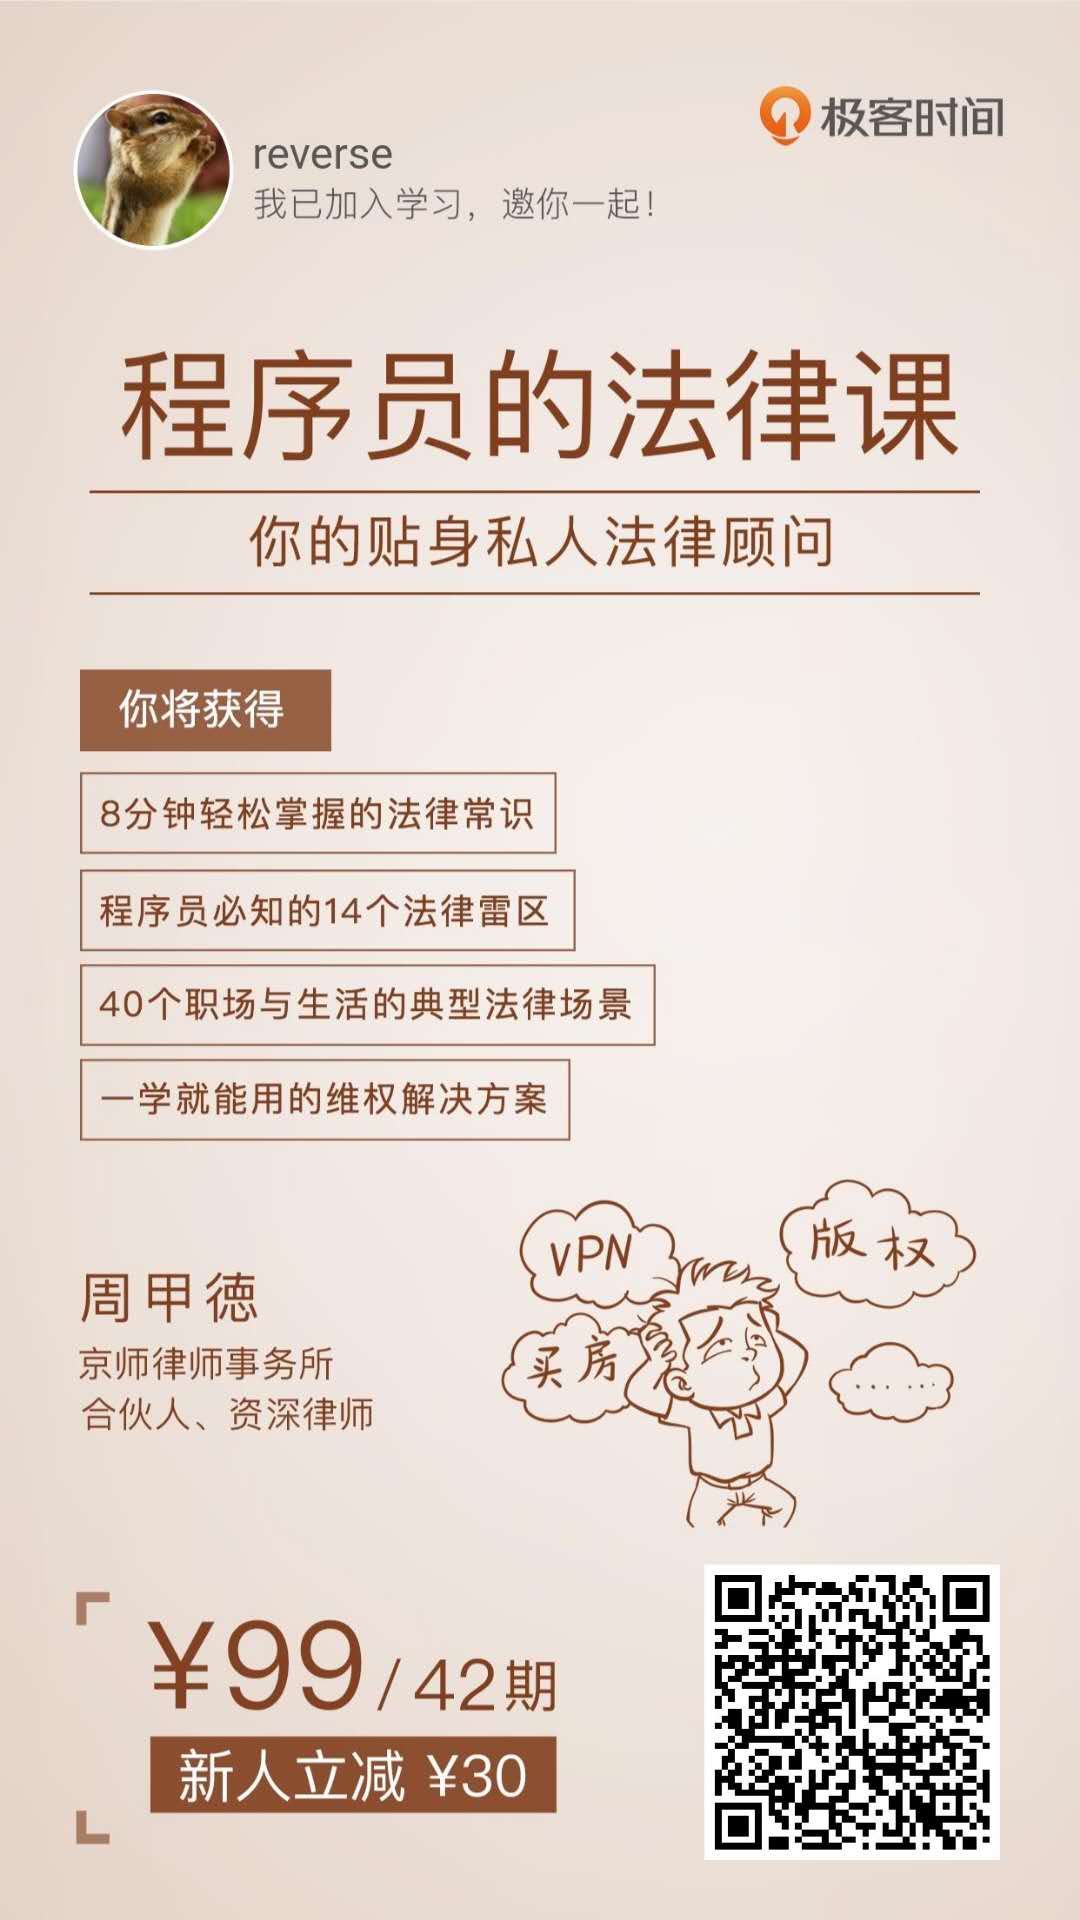 极客时间
reverse
我已加入学习，邀你一起！
程序员的法律课
你的贴身私人法律顾问
你将获得
8分钟轻松掌握的法律常识
程序员必知的14个法律雷区
40个职场与生活的典型法律场景
一学就能用的维权解决方案
VPN
版权
买房
... ...
周甲德
京师律师事务所
合伙人、资深律师
¥99/42期
新人立减 ¥30